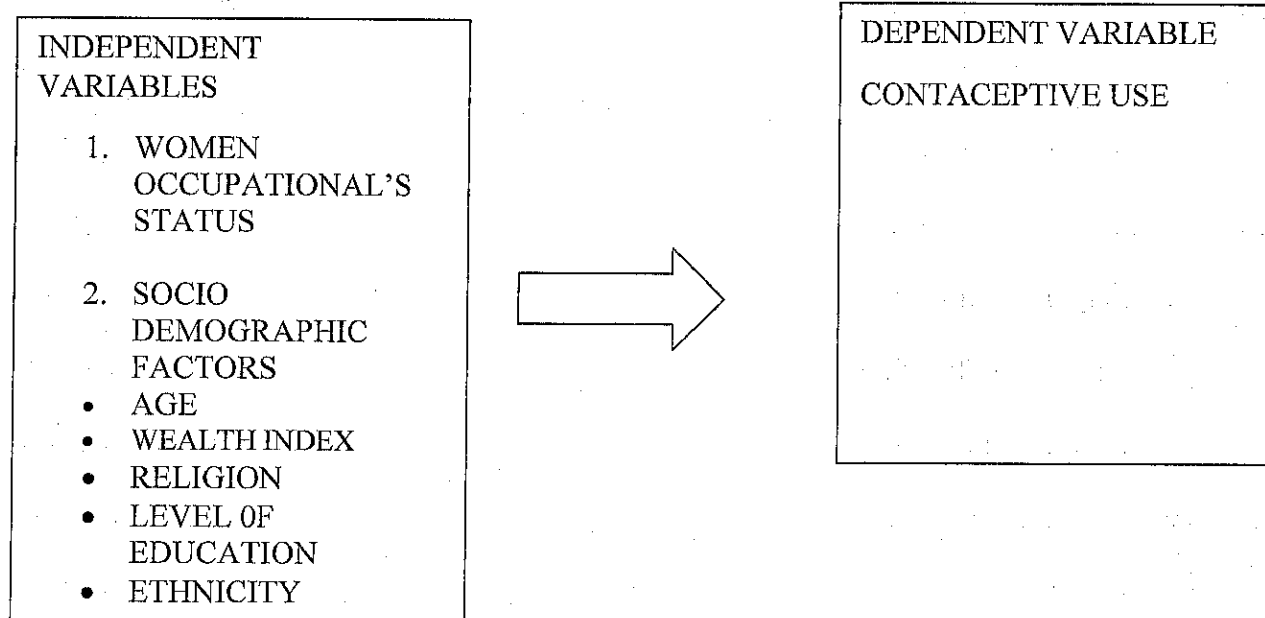 INDEPENDENT
VARIABLES
1. WOMEN
OCCUPATIONAL'S
STATUS
2. SOCIO
DEMOGRAPHIC
FACTORS
• AGE
• WEALTH INDEX
• RELIGION
• LEVEL 0F
EDUCATION
• ETHNICITY
DEPENDENT VARIABLE
CONTACEPTIVE USE